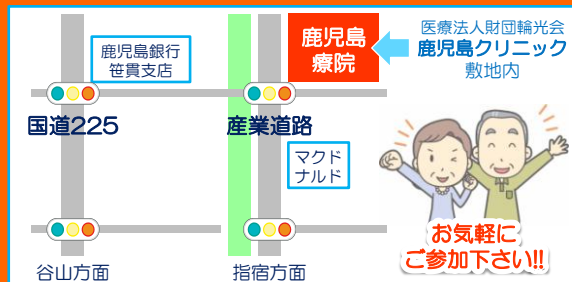 鹿児島銀行
笹貫支店
鹿児島
療院
医療法人財団輪光会
鹿児島クリニック
敷地内
国道225
産業道路
マクド
ナルド
谷山方面
指宿方面
お気軽に
ご参加下さい!!